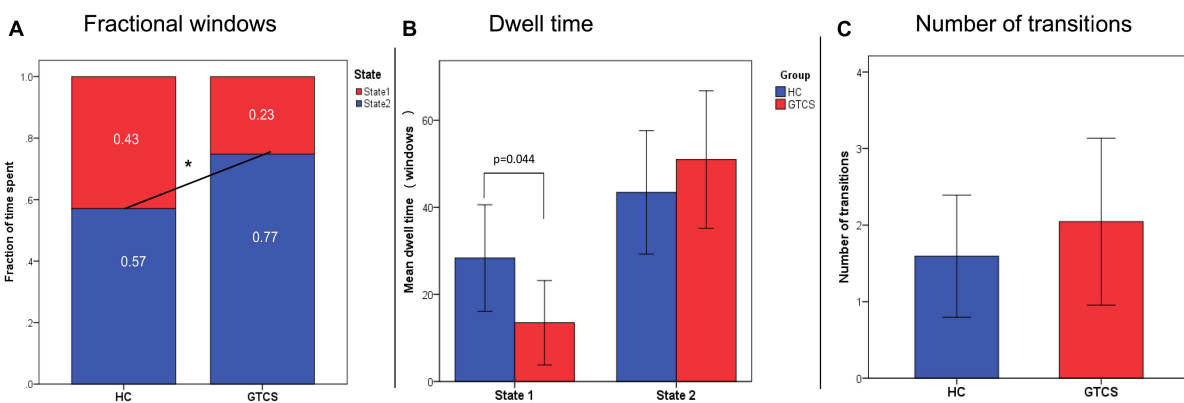 A
Fractional windows
1.0
.8
.6
.4
.2
.0
Fraction of time spent
0.43
0.23
*
0.57
0.77
HC
GTCS
State
State1
State2
B
Dwell time
60
40
20
0
Mean dwell time（windows ）
p=0.044
State 1
State 2
Group
HC
GTCS
C
Number of transitions
4
3
2
1
0
Number of transitions
HC
GTCS